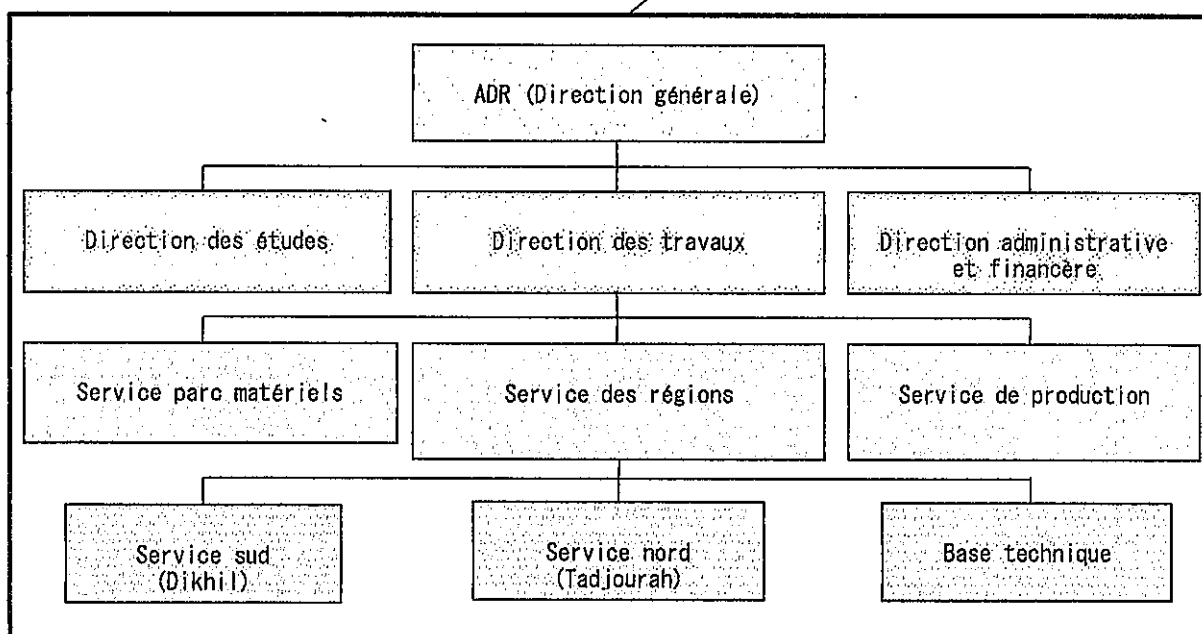 ADR (Direction générale)
Direction des études
Direction des travaux
Direction administrative
et financère
Service parc matériels
Service des régions
Service de production
Service sud
(Dikhil)
Service nord
(Tadjourah)
Base technique